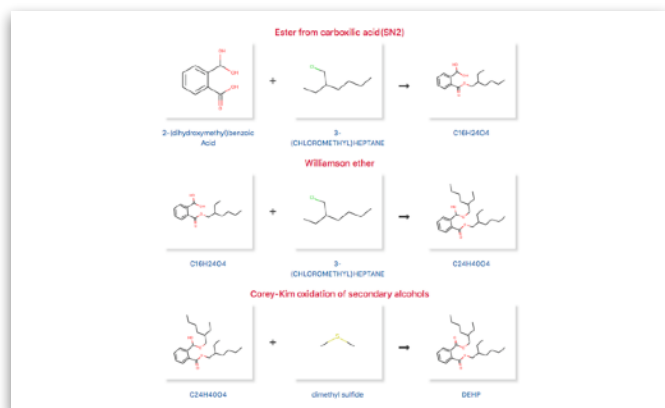 Ester from carboxilic acid(SN2)
+
2-(dihydroxymethyl)benzoic
Acid
3-
(CHLOROMETHYL)HEPTANE
C16H24O4
Williamson ether
+
C16H24O4
3-
(CHLOROMETHYL)HEPTANE
C24H40O4
Corey-Kim oxidation of secondary alcohols
+
C24H40O4
dimethyl sulfide
DEHP